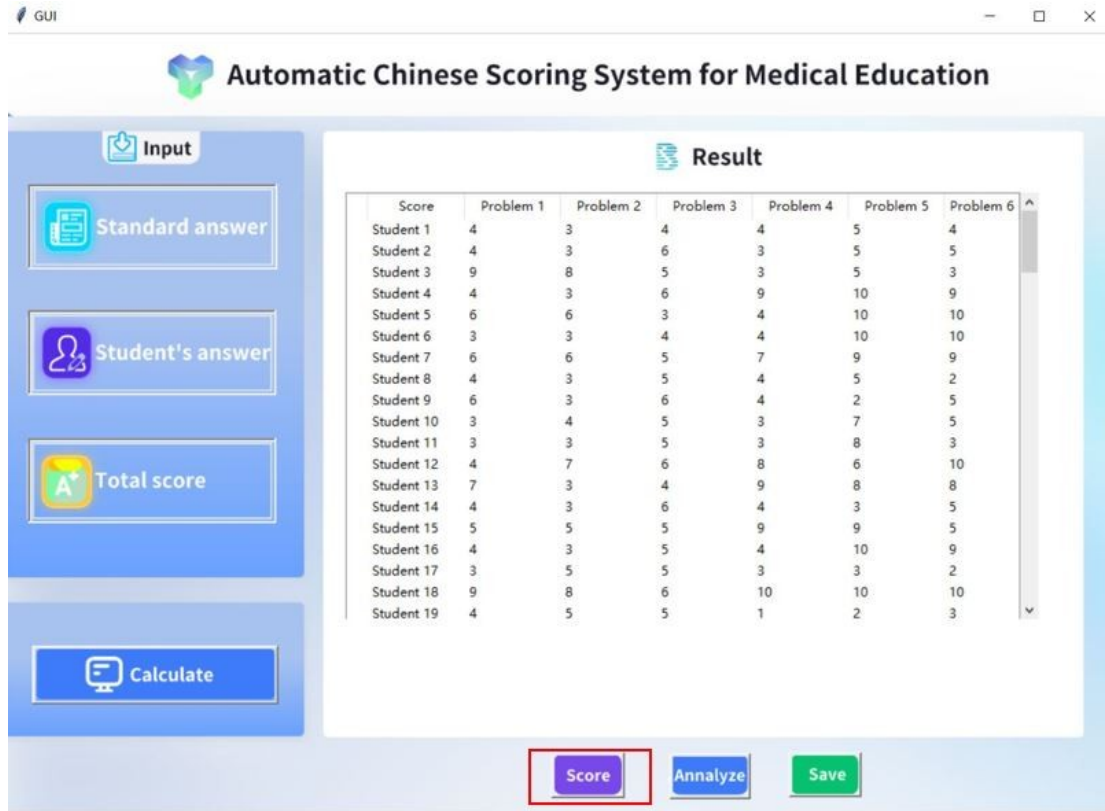 GUI
Automatic Chinese Scoring System for Medical Education
Input
Standard answer
Student's answer
A+ Total score
Calculate
Result
Score Problem 1 Problem 2 Problem 3 Problem 4 Problem 5 Problem 6
Student 1 4 3 4 4 5 4
Student 2 4 3 6 3 5 5
Student 3 9 8 5 3 5 3
Student 4 4 3 6 9 10 9
Student 5 6 6 3 4 10 10
Student 6 3 3 4 4 10 10
Student 7 6 6 5 7 9 9
Student 8 4 3 5 4 5 2
Student 9 6 3 6 4 2 5
Student 10 3 4 5 3 7 5
Student 11 3 3 5 3 8 3
Student 12 4 7 6 8 6 10
Student 13 7 3 4 9 8 8
Student 14 4 3 6 4 3 5
Student 15 5 5 5 9 9 5
Student 16 4 3 5 4 10 9
Student 17 3 5 5 3 3 2
Student 18 9 8 6 10 10 10
Student 19 4 5 5 1 2 3
Score Annalyze Save